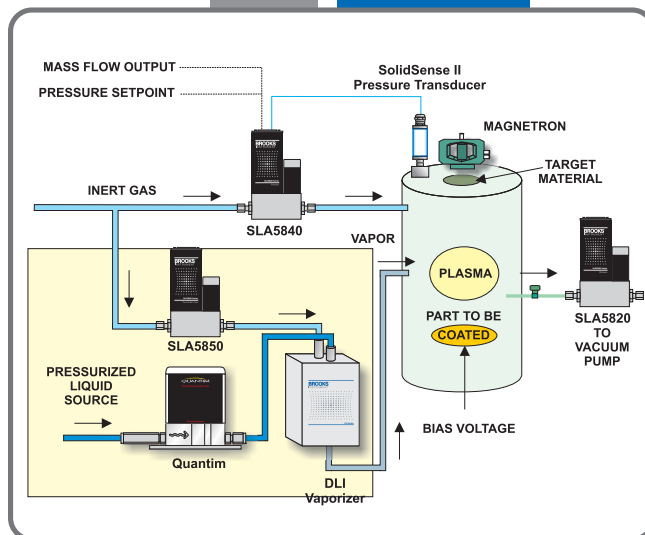 MASS FLOW OUTPUT
PRESSURE SETPOINT
SolidSense II
Pressure Transducer
MAGNETRON
BROOKS
TARGET
MATERIAL
INERT GAS
SLA5840
VAPOR
BROOKS
PLASMA
BROOKS
SLA5850
PART TO BE
COATED
SLA5820
TO
VACUUM
PUMP
PRESSURIZED
LIQUID
SOURCE
QUANTIM
BROOKS
BIAS VOLTAGE
Quantim
DLI
Vaporizer